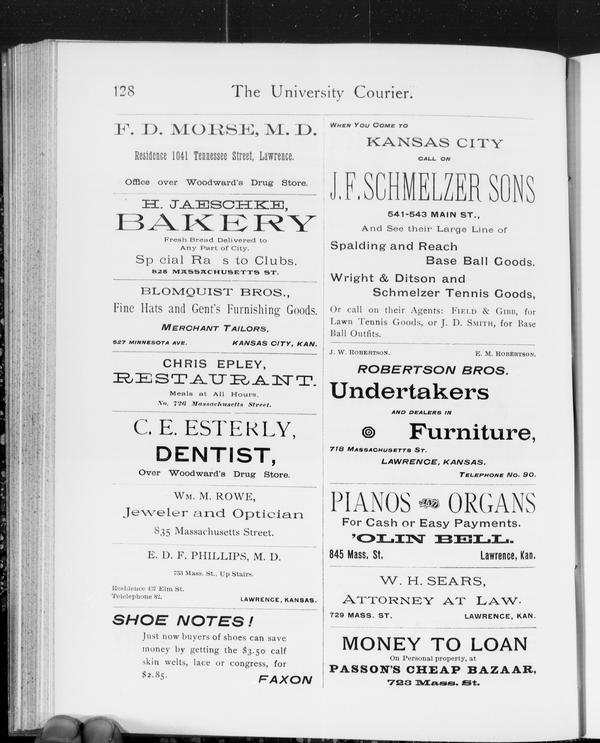 128
The University Courier.
F. D. MORSE, M. D.
Residence 1041 Tennessee Street, Lawrence.
Office over Woodward's Drug Store.
H. JAESCHKE,
BAKERY
Fresh Bread Delivered to
Any Part of City.
Sp cial Ra s to Clubs.
828 MASSACHUSETTS ST.
BLOMQUIST BROS.,
Fine Hats and Gent's Furnishing Goods.
MERCHANT TAILORS,
527 MINNESOTA AVE. KANSAS CITY, KAN.
CHRIS EPLEY,
RESTAURANT.
Meals at All Hours.
No. 726 Massachusetts Street.
C. E. ESTERLY,
DENTIST,
Over Woodward's Drug Store.
WM. M. ROWE,
Jeweler and Optician
835 Massachusetts Street.
E. D. F. PHILLIPS, M. D.
733 Mass. St., Up Stairs.
Residence 437 Elm St.
Telelephone 82. LAWRENCE, KANSAS.
SHOE NOTES!
Just now buyers of shoes can save
money by getting the $3.50 calf
skin welts, lace or congress, for
$2.85. FAXON
WHEN YOU COME TO
KANSAS CITY
CALL ON
J. F. SCHMELZER SONS
541-543 MAIN ST.,
And See their Large Line of
Spalding and Reach
Base Ball Goods.
Wright & Ditson and
Schmelzer Tennis Goods,
Or call on their Agents: FIELD & GIBB, for
Lawn Tennis Goods, or J. D. SMITH, for Base
Ball Outfits.
J. W. ROBERTSON. E. M. ROBERTSON.
ROBERTSON BROS.
Undertakers
AND DEALERS IN
Furniture,
718 MASSACHUSETTS ST.
LAWRENCE, KANSAS.
TELEPHONE NO. 90.
PIANOS AND ORGANS
For Cash or Easy Payments.
'OLIN BELL.
845 Mass, St. Lawrence, Kan.
W. H. SEARS,
ATTORNEY AT LAW.
729 MASS. ST. LAWRENCE, KAN.
MONEY TO LOAN
On Personal property, at
PASSON'S CHEAP BAZAAR,
723 Mass. St.